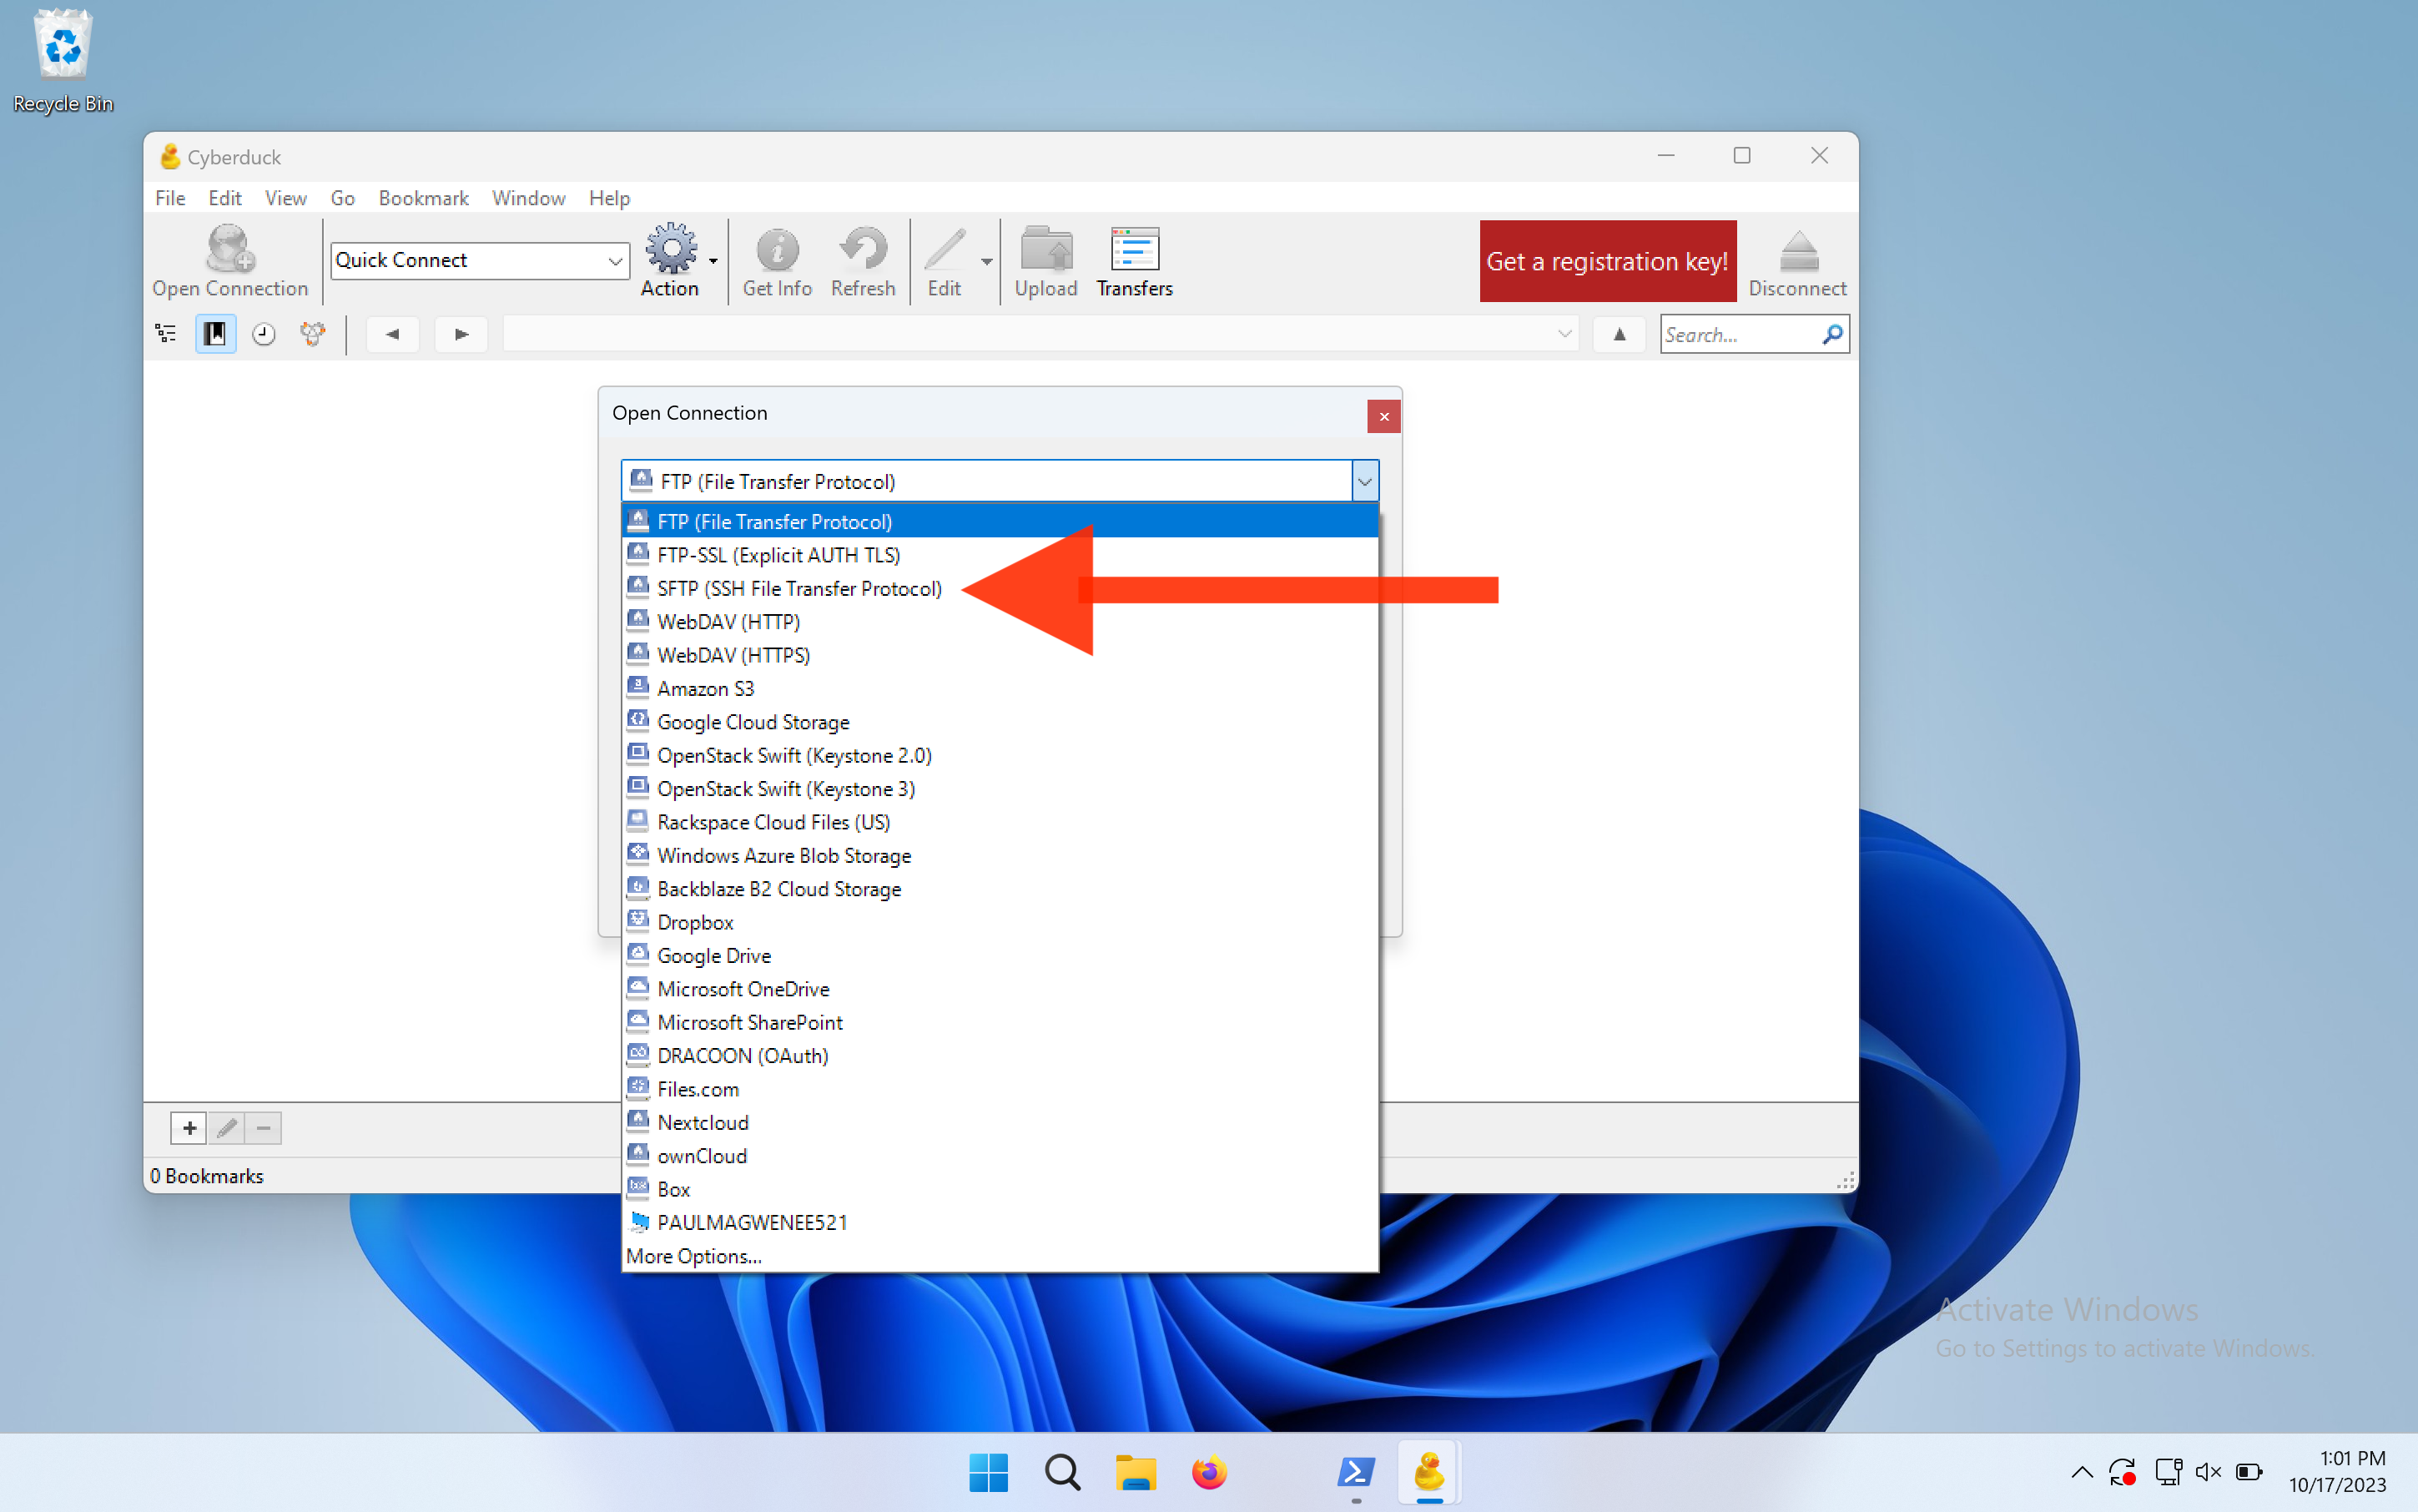 Recycle Bin
Cyberduck
File Edit View Go Bookmark Window Help
Open Connection
Quick Connect
Action
Get Info
Refresh
Edit
Upload
Transfers
Get a registration key!
Disconnect
Search...
Open Connection
FTP (File Transfer Protocol)
FTP (File Transfer Protocol)
FTP-SSL (Explicit AUTH TLS)
SFTP (SSH File Transfer Protocol)
WebDAV (HTTP)
WebDAV (HTTPS)
Amazon S3
Google Cloud Storage
OpenStack Swift (Keystone 2.0)
OpenStack Swift (Keystone 3)
Rackspace Cloud Files (US)
Windows Azure Blob Storage
Backblaze B2 Cloud Storage
Dropbox
Google Drive
Microsoft OneDrive
Microsoft SharePoint
DRACOON (OAuth)
Files.com
Nextcloud
ownCloud
Box
PAULMAGWENEE521
More Options...
0 Bookmarks
Activate Windows
Go to Settings to activate Windows.
1:01 PM
10/17/2023